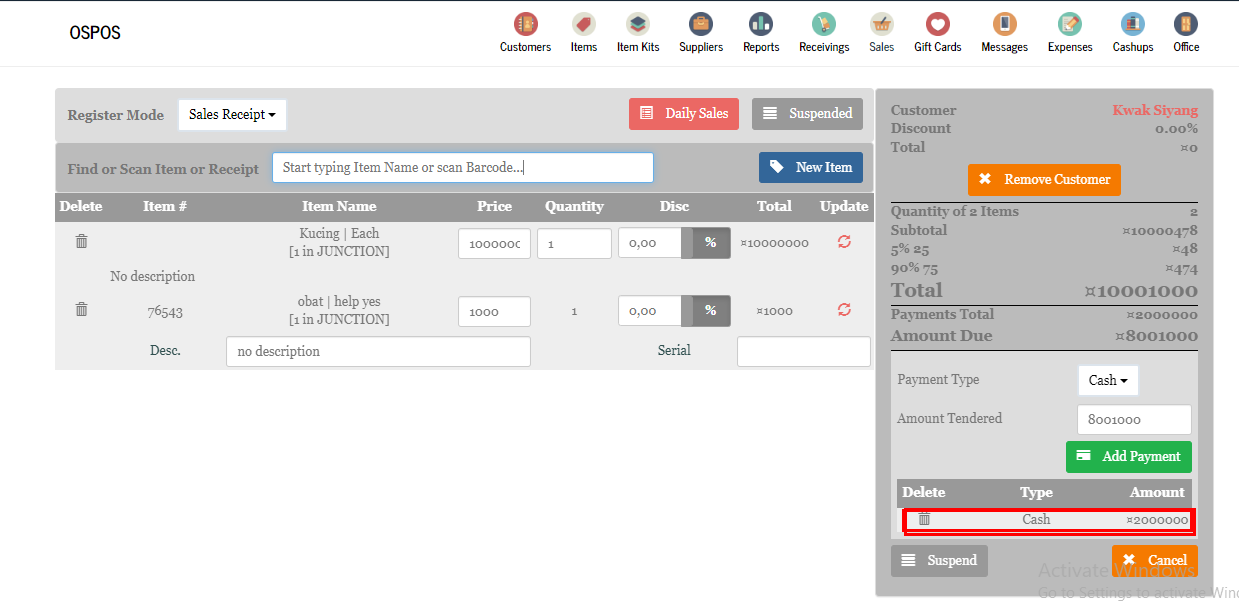 OSPOS
Customers Items Item Kits Suppliers Reports Receivings Sales Gift Cards Messages Expenses Cashups Office
Register Mode Sales Receipt Daily Sales Suspended
Find or Scan Item or Receipt Start typing Item Name or scan Barcode... New Item
Delete Item # Item Name Price Quantity Disc Total Update
Kucing | Each
[1 in JUNCTION]
1 0,00 % ¤10000000
No description
76543 obat | help yes
[1 in JUNCTION]
1000 1 0,00 % ¤1000
Desc. no description Serial
Customer Kwak Siyang
Discount 0.00%
Total ¤0
Remove Customer
Quantity of 2 Items 2
Subtotal ¤10000478
5% 25 ¤48
90% 75 ¤474
Total ¤10001000
Payments Total ¤2000000
Amount Due ¤8001000
Payment Type Cash
Amount Tendered 8001000
Add Payment
Delete Type Amount
Cash ¤2000000
Suspend Cancel
Activate Windows
Go to Settings to activate